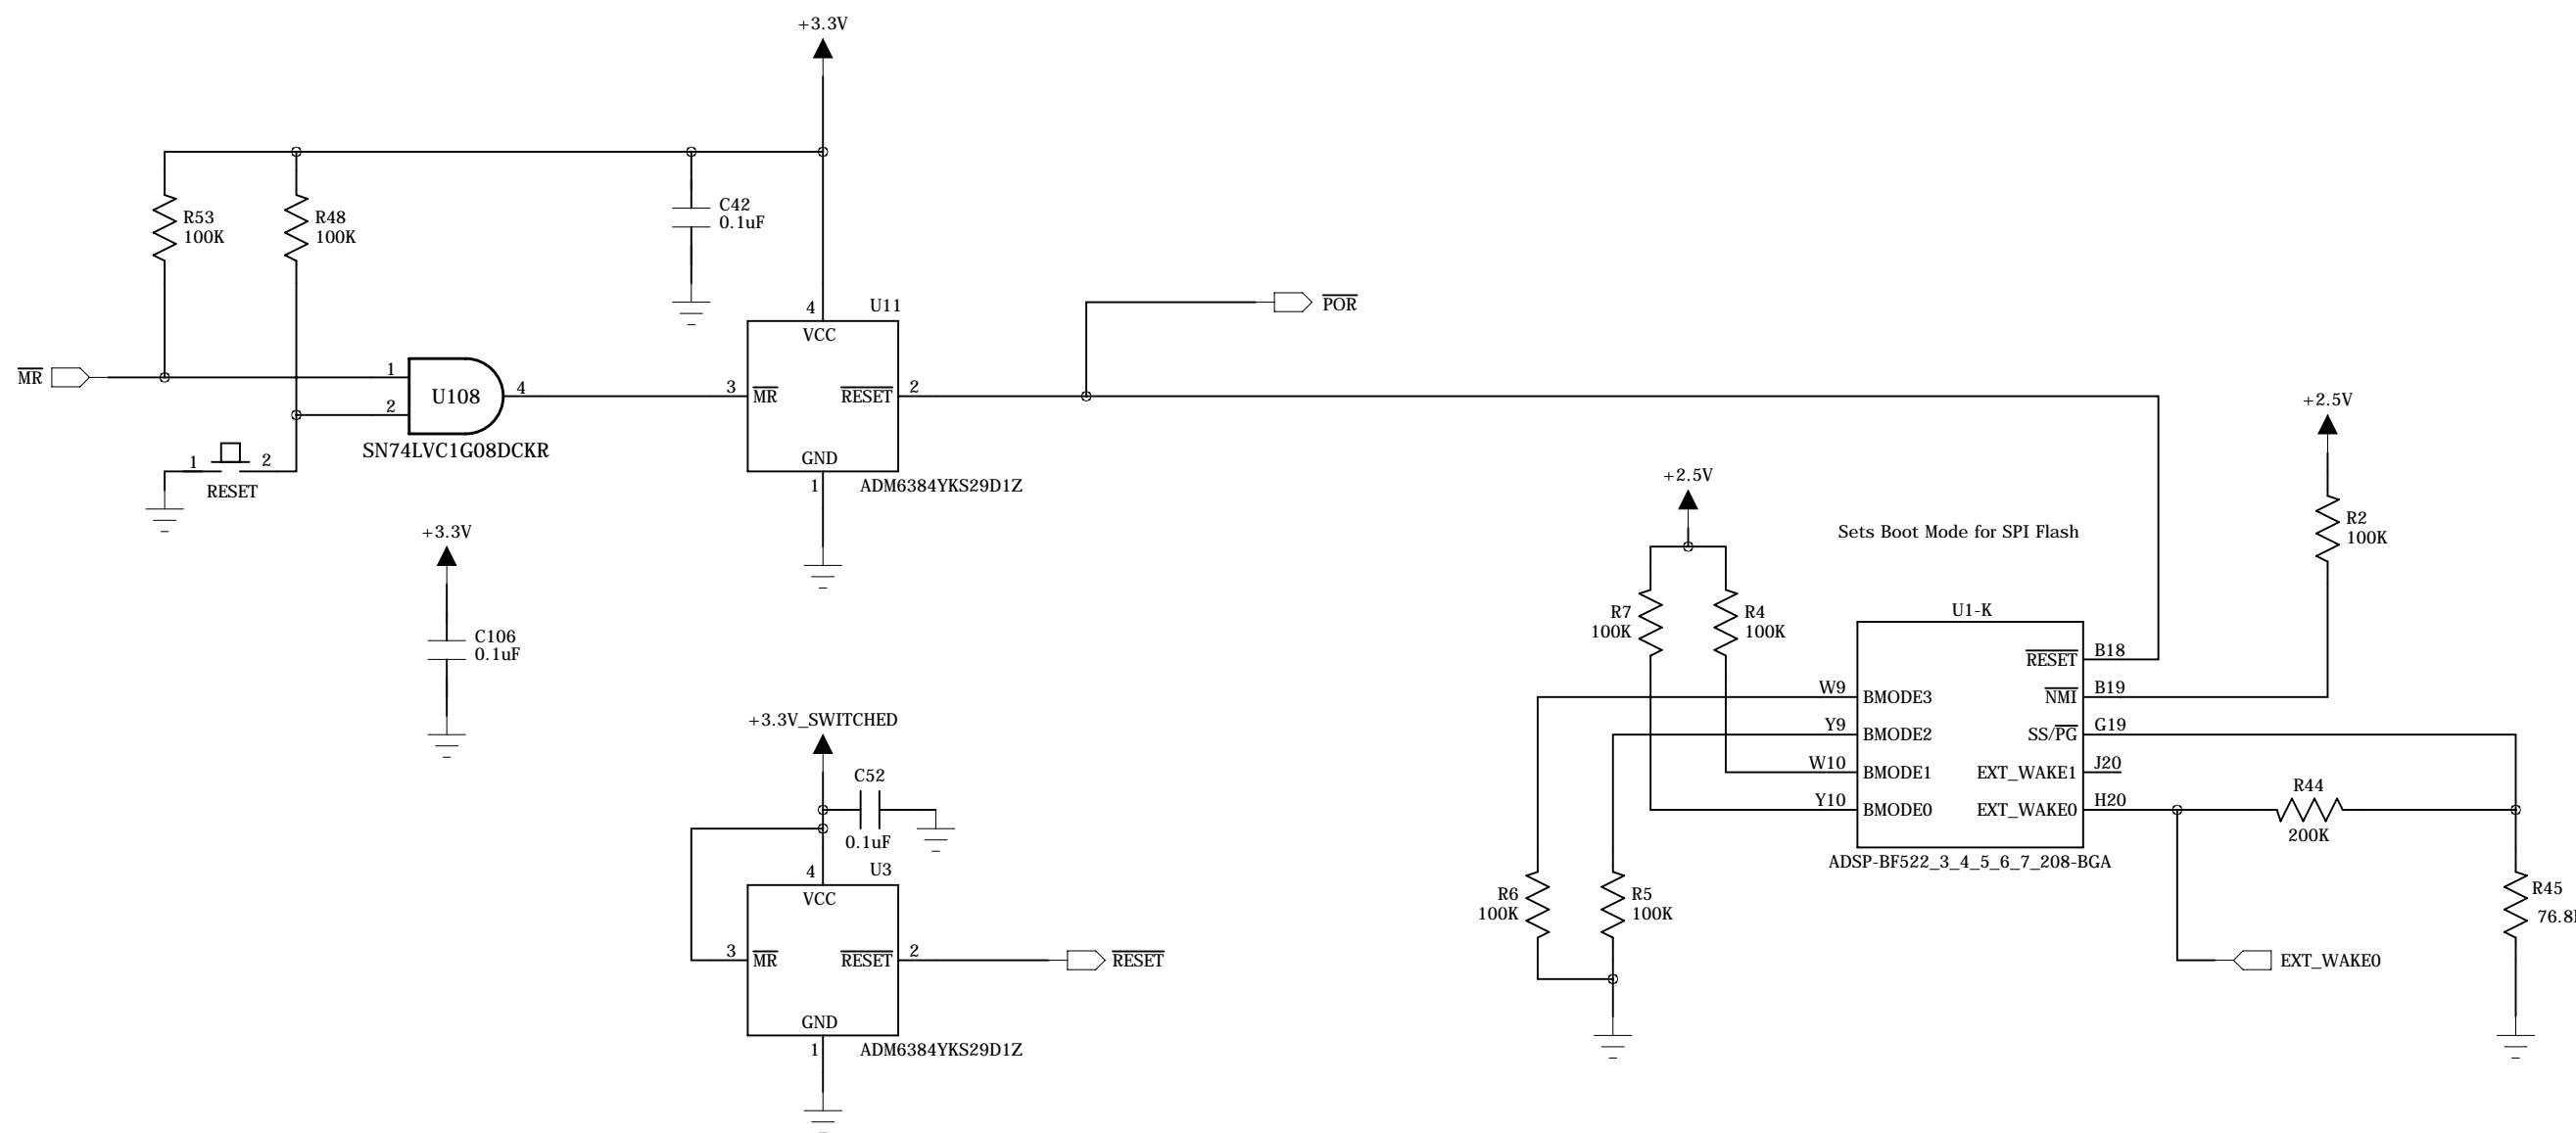 +3.3V
R53
100K
R48
100K
C42
0.1uF
4
U11
VCC
POR
MR
1
2
U108
4
SN74LVC1G08DCKR
3
MR
RESET
2
GND
1
ADM6384YKS29D1Z
1
2
RESET
+3.3V
C106
0.1uF
+2.5V
+2.5V
Sets Boot Mode for SPI Flash
R2
100K
R7
100K
R4
100K
U1-K
RESET
B18
W9
BMODE3
NMI
B19
Y9
BMODE2
SS/PG
G19
W10
BMODE1
EXT_WAKE1
J20
Y10
BMODE0
EXT_WAKE0
H20
ADSP-BF522_3_4_5_6_7_208-BGA
R44
200K
R45
76.8
R6
100K
R5
100K
EXT_WAKE0
+3.3V_SWITCHED
C52
0.1uF
4
U3
VCC
3
MR
RESET
2
RESET
GND
1
ADM6384YKS29D1Z